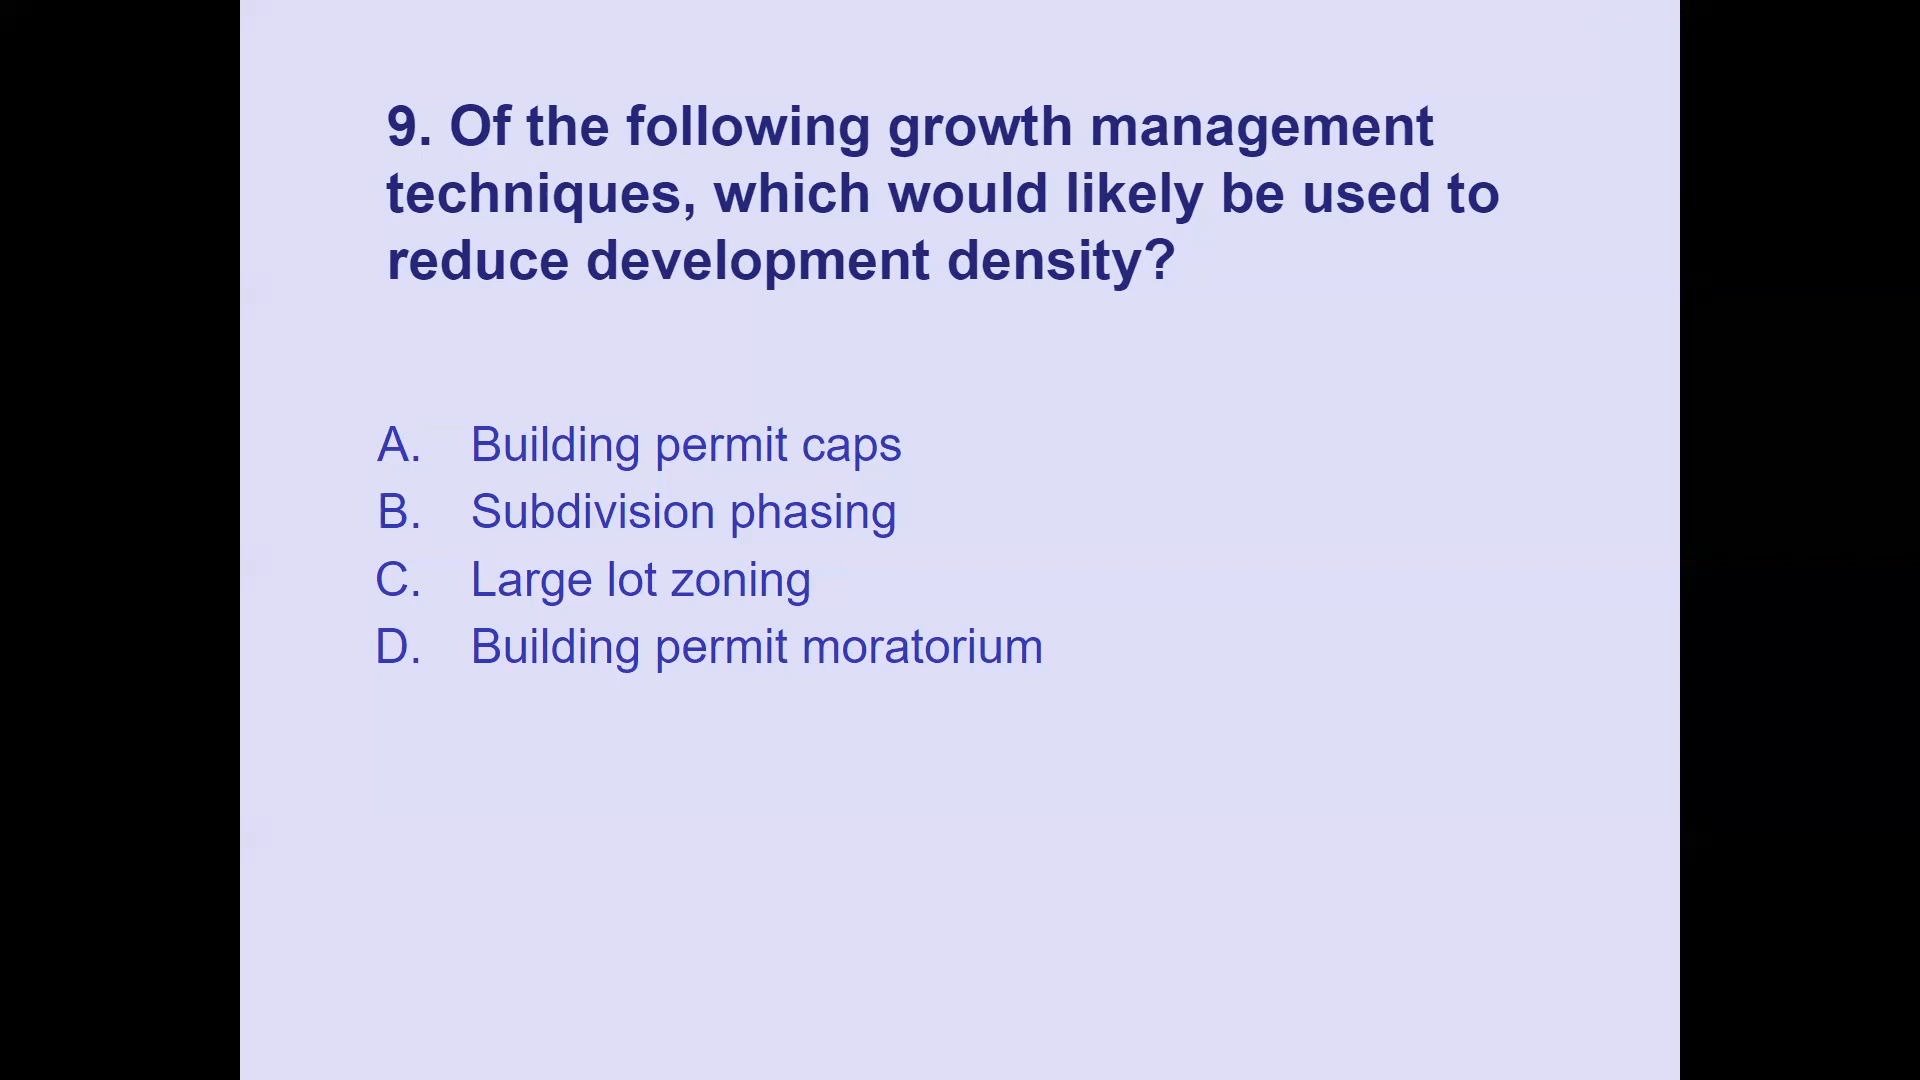 9. Of the following growth management
techniques, which would likely be used to
reduce development density?
A. Building permit caps
B. Subdivision phasing
C. Large lot zoning
D. Building permit moratorium